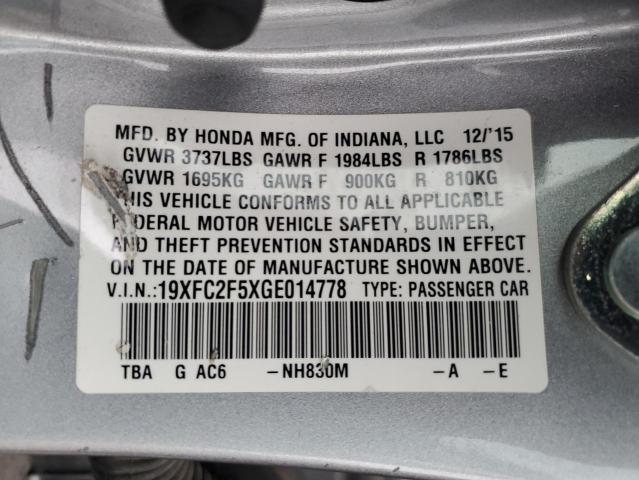 MFD. BY HONDA MFG. OF INDIANA, LLC 12/'15
GVWR 3737LBS GAWR F 1984LBS R 1786LBS
GVWR 1695KG GAWR F 900KG R 810KG
THIS VEHICLE CONFORMS TO ALL APPLICABLE
FEDERAL MOTOR VEHICLE SAFETY, BUMPER,
AND THEFT PREVENTION STANDARDS IN EFFECT
ON THE DATE OF MANUFACTURE SHOWN ABOVE.
V.I.N.:19XFC2F5XGE014778 TYPE: PASSENGER CAR
TBA G AC6 -NH830M -A -E